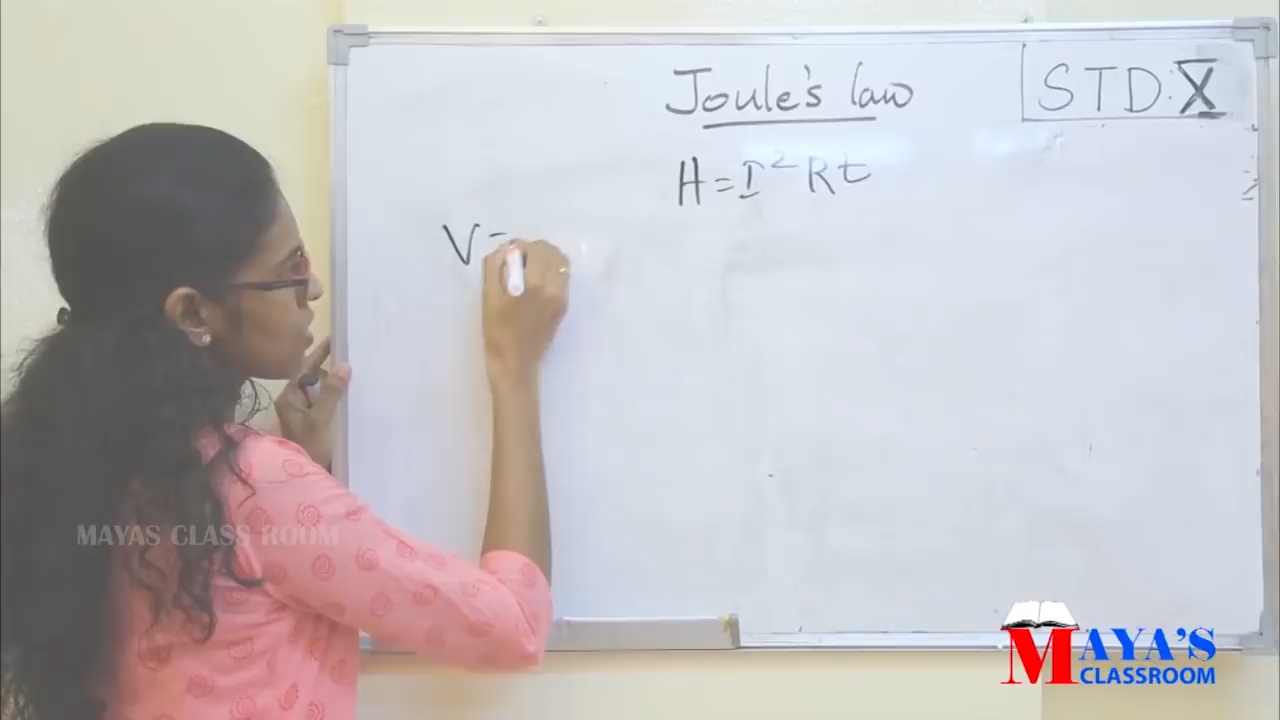 Joule's law
STD: X
H = I² Rt
V =
MAYAS CLASS ROOM
MAYA'S
CLASSROOM